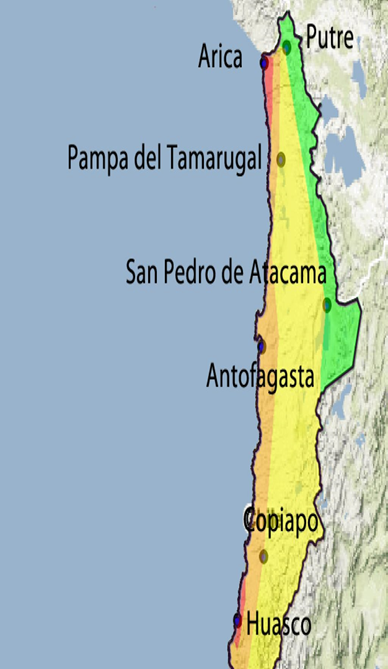 Putre
Arica
Pampa del Tamarugal
San Pedro de Atacama
Antofagasta
Copiapo
Huasco